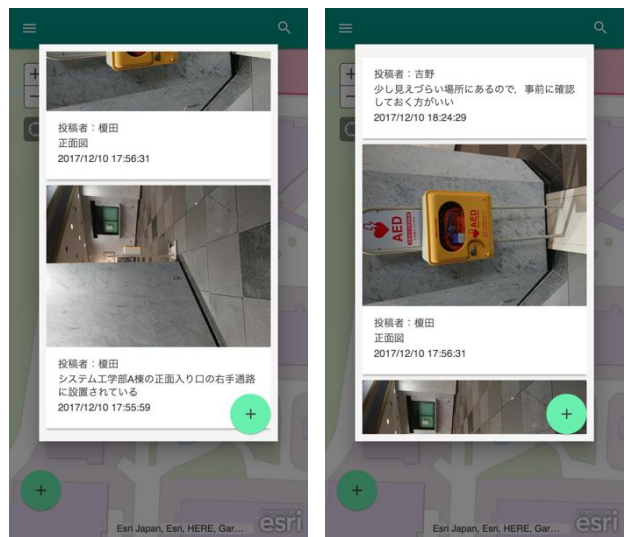 投稿者：榎田
正面図
2017/12/10 17:56:31
投稿者：榎田
システム工学部A棟の正面入り口の右手通路
に設置されている
2017/12/10 17:55:59
+
+
+
−
Esri Japan, Esri, HERE, Gar...
esri
投稿者：吉野
少し見えづらい場所にあるので，事前に確認
しておく方がいい
2017/12/10 18:24:29
AED
AED
投稿者：榎田
正面図
2017/12/10 17:56:31
+
+
+
−
Esri Japan, Esri, HERE, Gar...
esri